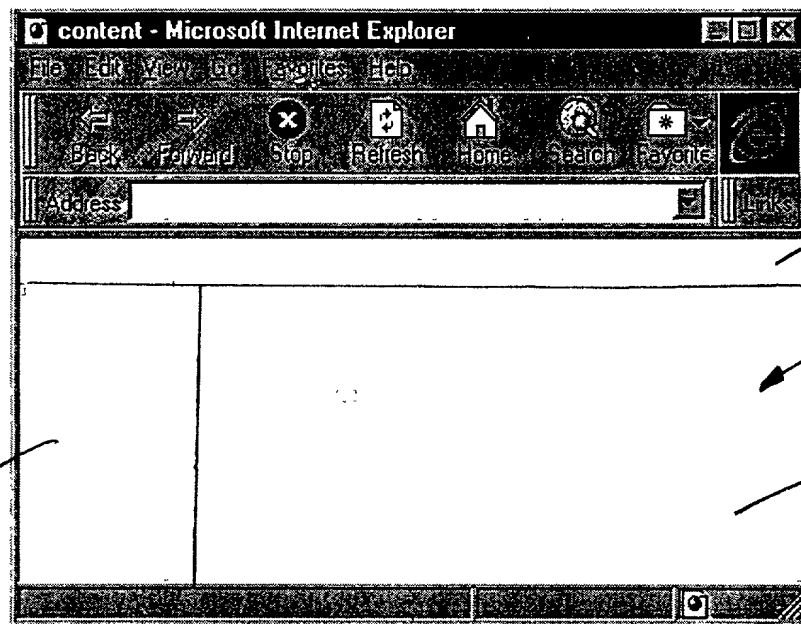 content - Microsoft Internet Explorer
File Edit View Go Favorites Help
Back Forward Stop Refresh Home Search Favorite
Address Links